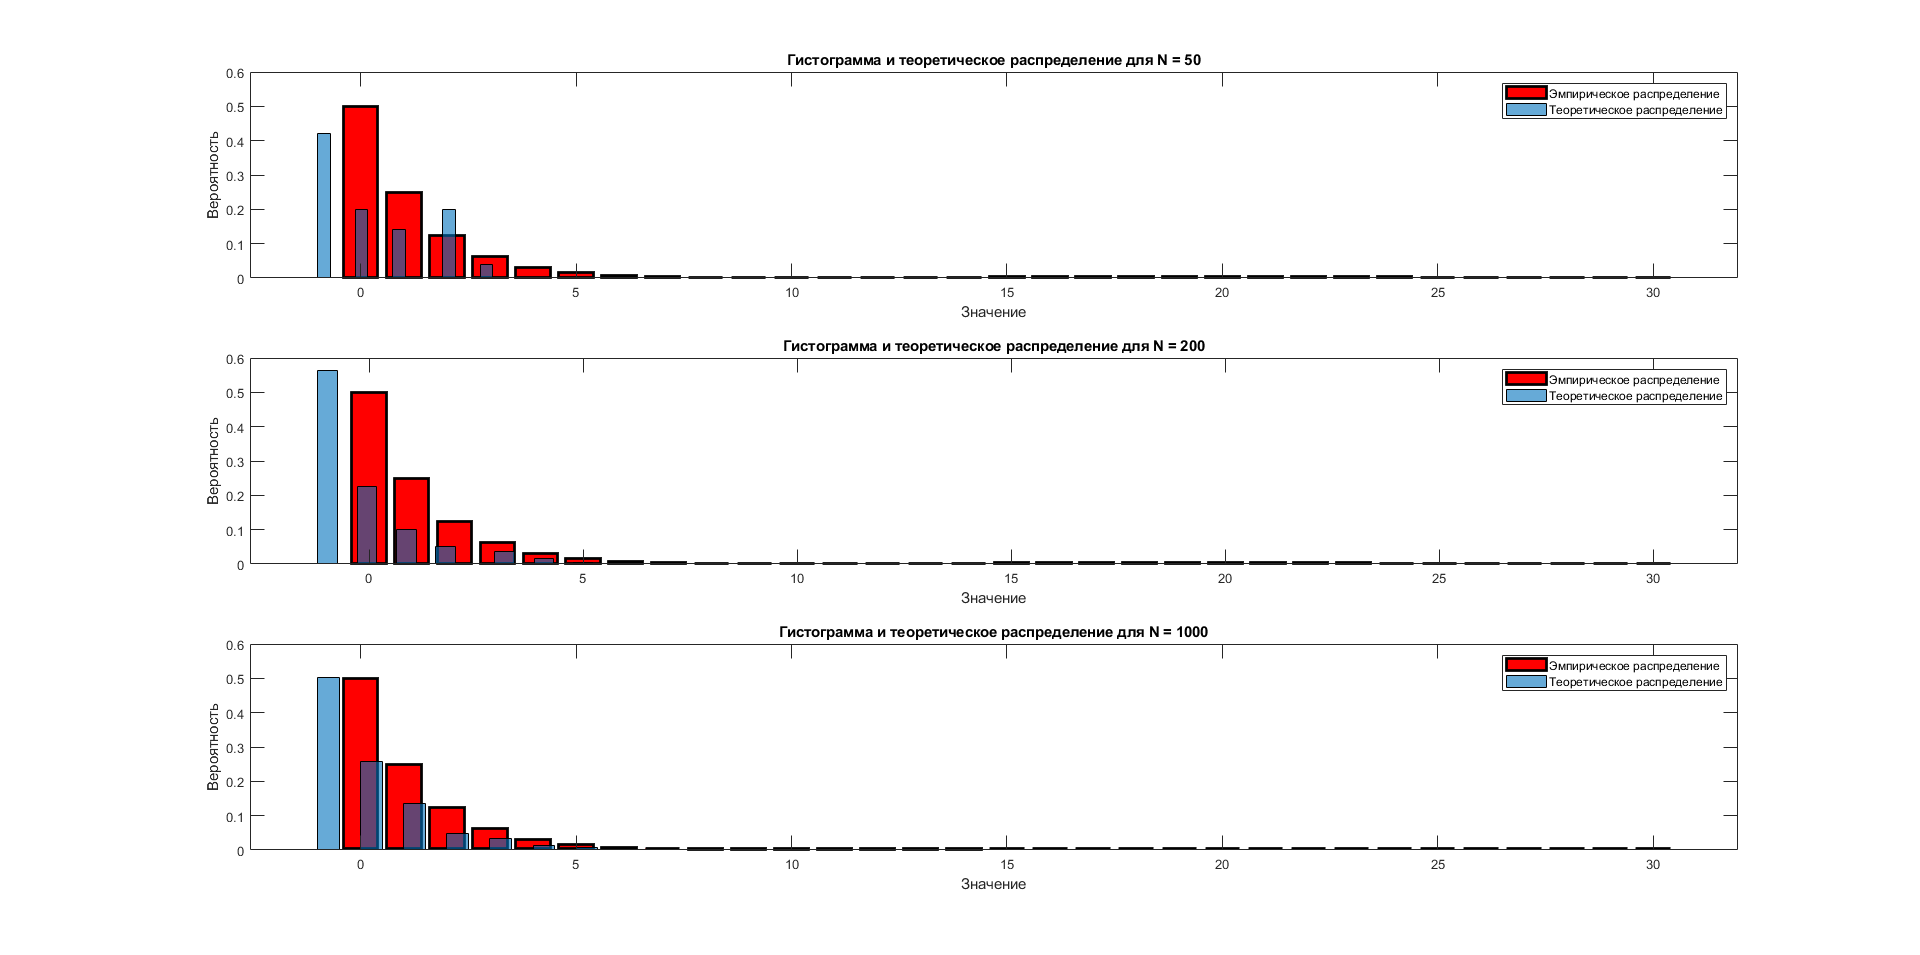 Гистограмма и теоретическое распределение для N = 50
0.6
0.5
0.4
0.3
0.2
0.1
0
Вероятность
Эмпирическое распределение
Теоретическое распределение
0 5 10 15 20 25 30
Значение
Гистограмма и теоретическое распределение для N = 200
0.6
0.5
0.4
0.3
0.2
0.1
0
Вероятность
Эмпирическое распределение
Теоретическое распределение
0 5 10 15 20 25 30
Значение
Гистограмма и теоретическое распределение для N = 1000
0.6
0.5
0.4
0.3
0.2
0.1
0
Вероятность
Эмпирическое распределение
Теоретическое распределение
0 5 10 15 20 25 30
Значение